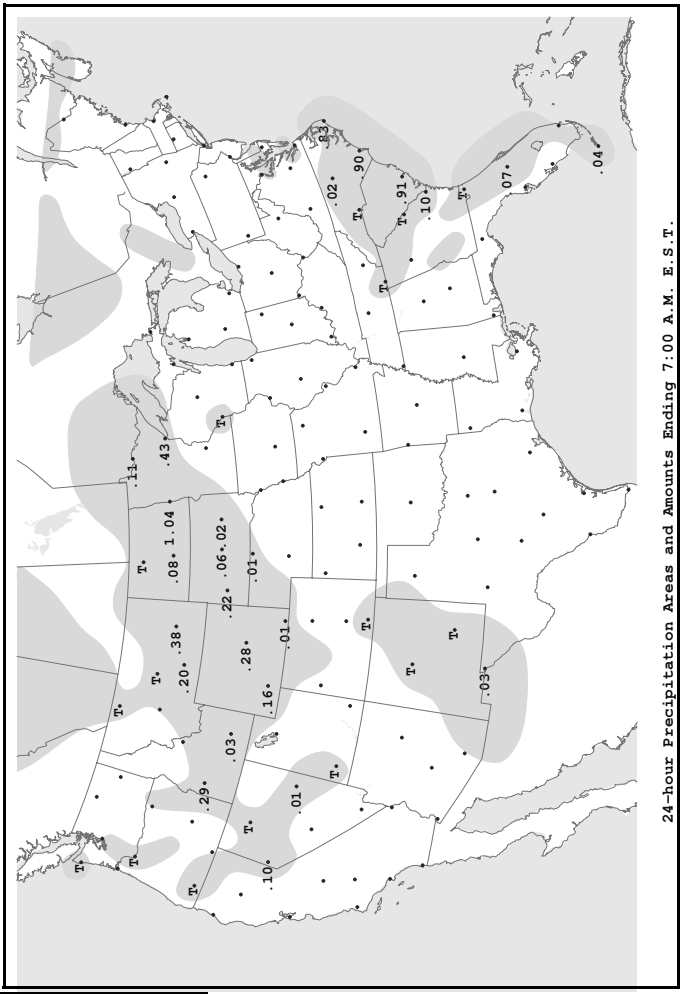 24-hour Precipitation Areas and Amounts Ending 7:00 A.M. E.S.T.
T
T
T
.10
T
.29
T
.01
T
.03
T
T
.20
.38
.16
.28
.01
.22
T
.08
1.04
.06
.02
.01
.11
.43
T
T
T
.03
T
T
T
.02
.83
.90
T
.91
.10
T
.07
.04